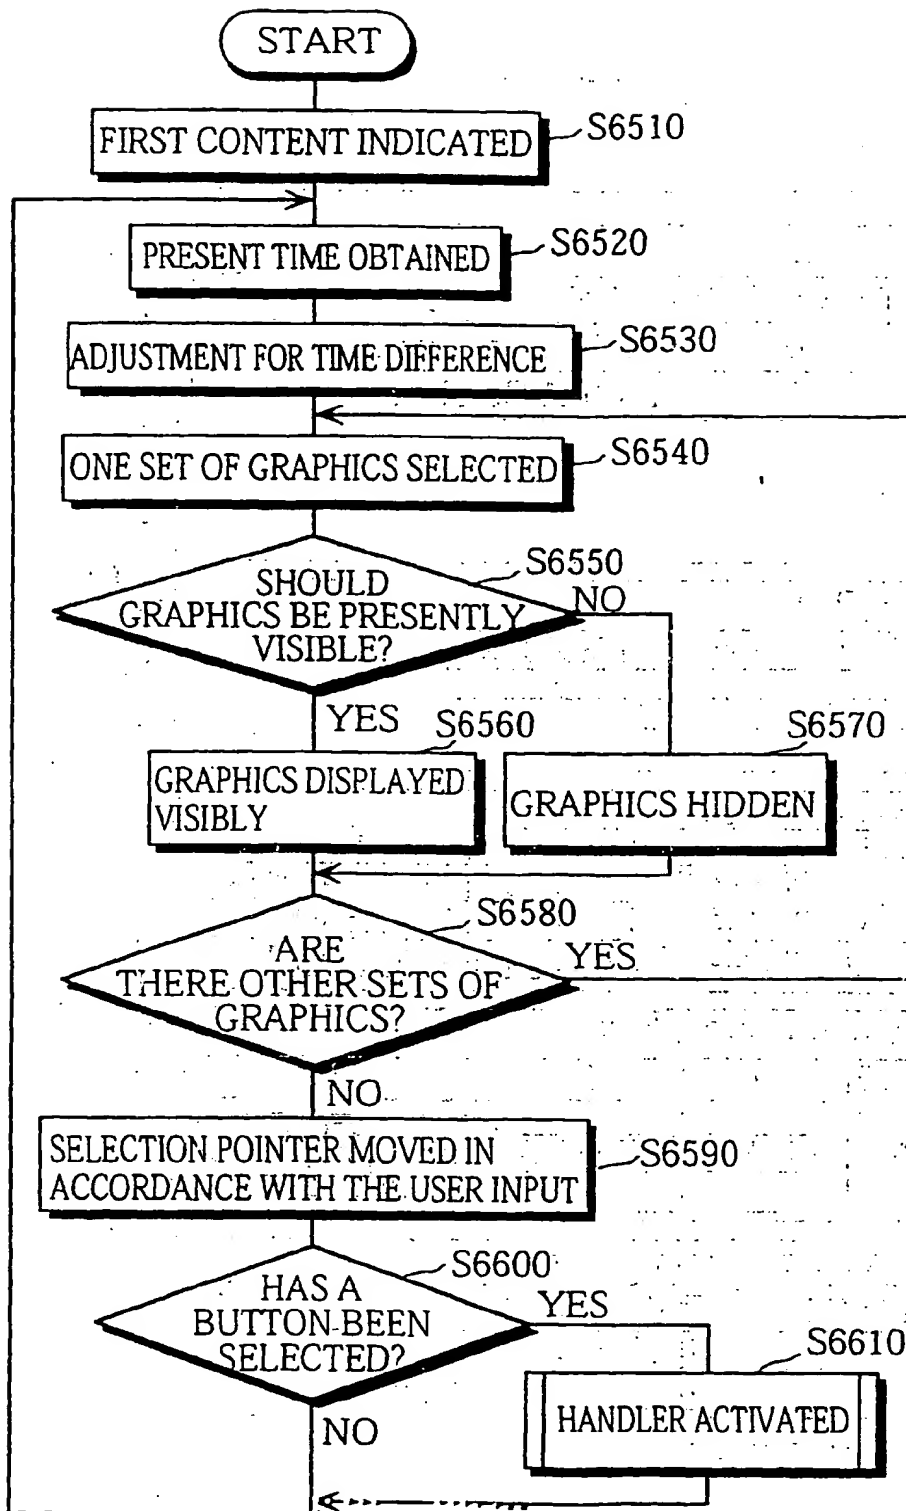 START
FIRST CONTENT INDICATED
S6510
PRESENT TIME OBTAINED
S6520
ADJUSTMENT FOR TIME DIFFERENCE
S6530
ONE SET OF GRAPHICS SELECTED
S6540
SHOULD
GRAPHICS BE PRESENTLY
VISIBLE?
S6550
NO
YES
S6560
GRAPHICS DISPLAYED
VISIBLY
S6570
GRAPHICS HIDDEN
S6580
ARE
THERE OTHER SETS OF
GRAPHICS?
YES
NO
SELECTION POINTER MOVED IN
ACCORDANCE WITH THE USER INPUT
S6590
S6600
HAS A
BUTTON BEEN
SELECTED?
YES
S6610
HANDLER ACTIVATED
NO